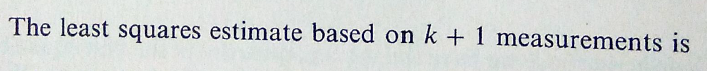 The least squares estimate based on k + 1 measurements is